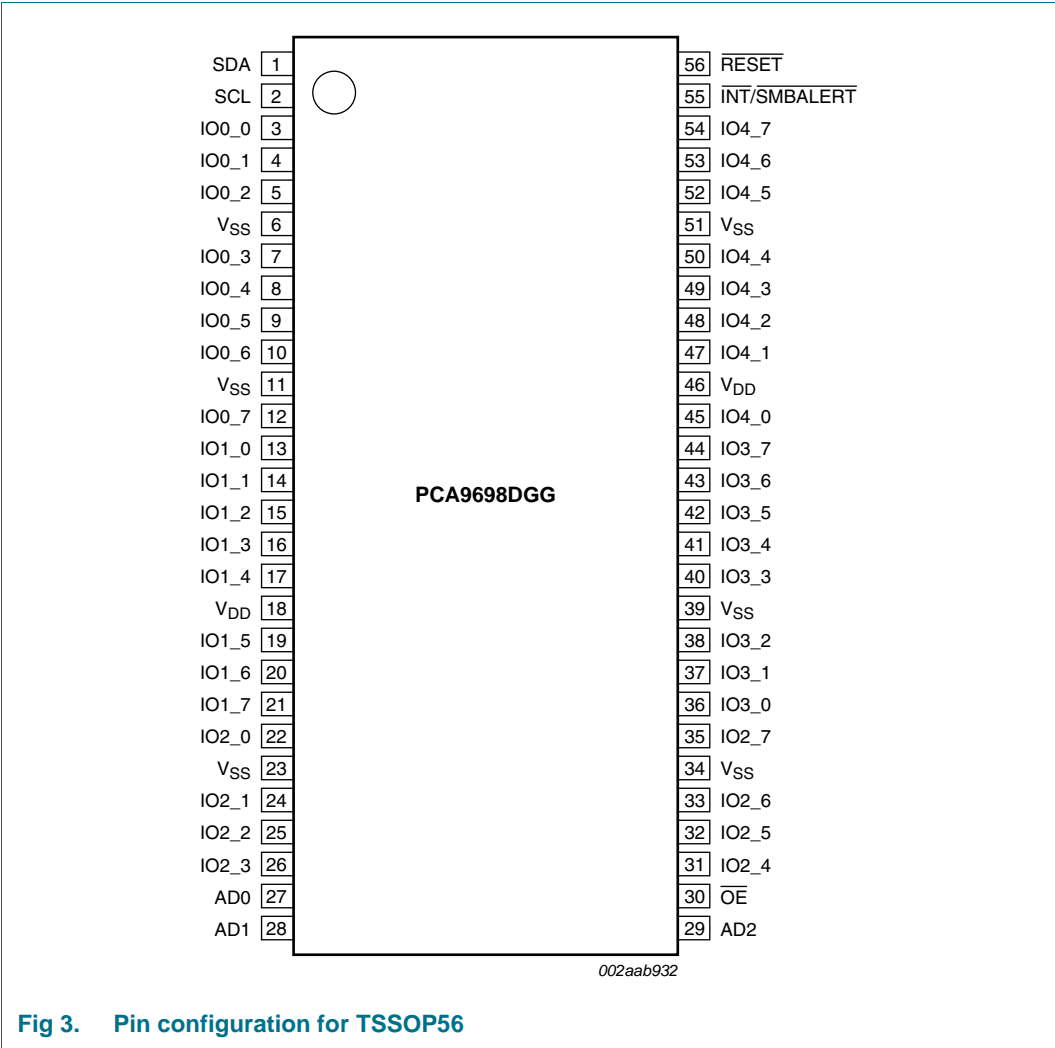 SDA 1
SCL 2
IO0_0 3
IO0_1 4
IO0_2 5
VSS 6
IO0_3 7
IO0_4 8
IO0_5 9
IO0_6 10
VSS 11
IO0_7 12
IO1_0 13
IO1_1 14
IO1_2 15
IO1_3 16
IO1_4 17
VDD 18
IO1_5 19
IO1_6 20
IO1_7 21
IO2_0 22
VSS 23
IO2_1 24
IO2_2 25
IO2_3 26
AD0 27
AD1 28
PCA9698DGG
56 RESET
55 INT/SMBALERT
54 IO4_7
53 IO4_6
52 IO4_5
51 VSS
50 IO4_4
49 IO4_3
48 IO4_2
47 IO4_1
46 VDD
45 IO4_0
44 IO3_7
43 IO3_6
42 IO3_5
41 IO3_4
40 IO3_3
39 VSS
38 IO3_2
37 IO3_1
36 IO3_0
35 IO2_7
34 VSS
33 IO2_6
32 IO2_5
31 IO2_4
30 OE
29 AD2
002aab932
Fig 3. Pin configuration for TSSOP56